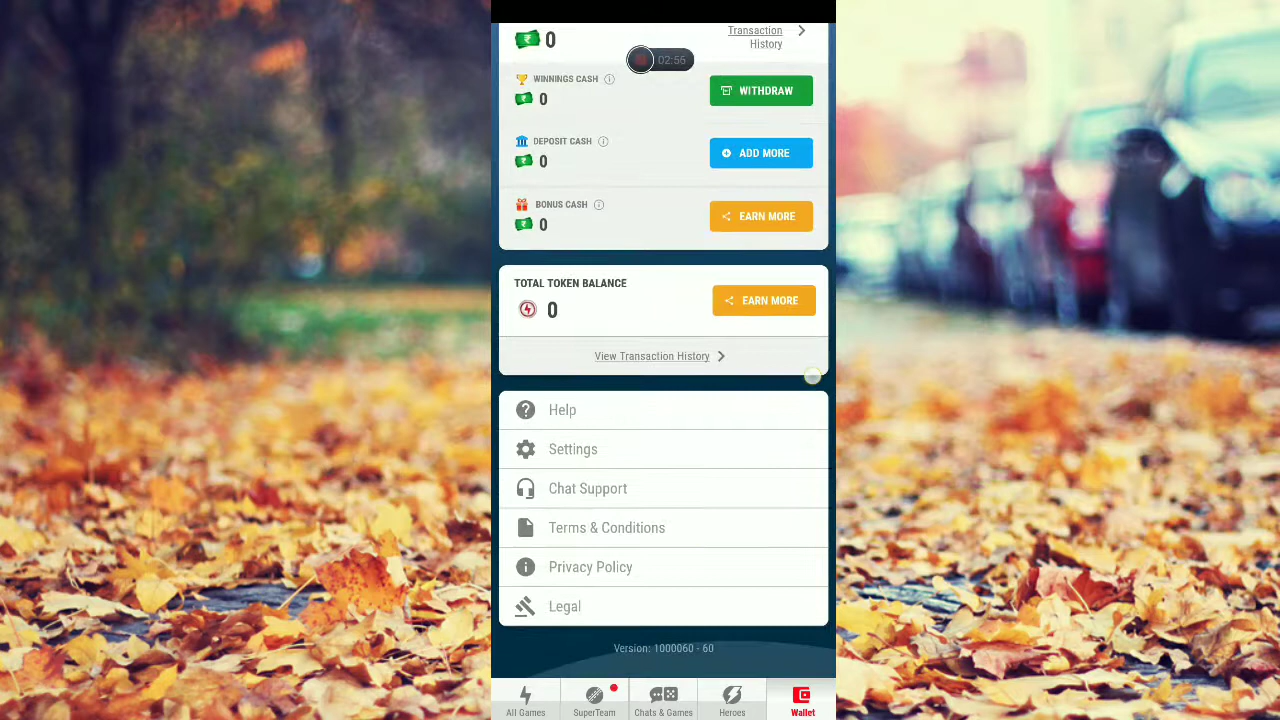 0
Transaction
History
02:56
WINNINGS CASH
0
WITHDRAW
DEPOSIT CASH
0
ADD MORE
BONUS CASH
0
EARN MORE
TOTAL TOKEN BALANCE
0
EARN MORE
View Transaction History
Help
Settings
Chat Support
Terms & Conditions
Privacy Policy
Legal
Version: 1000060 - 60
All Games
SuperTeam
Chats & Games
Heroes
Wallet